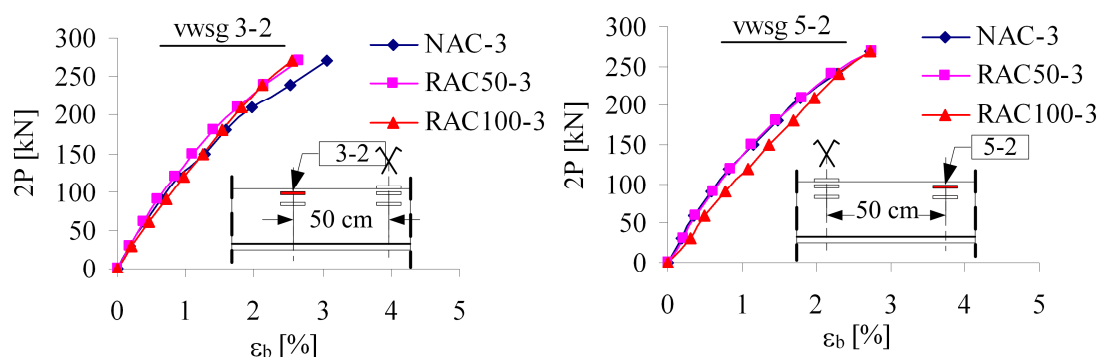 vwsg 3-2
2P [kN]
300
250
200
150
100
50
0
0 1 2 3 4 5
εb [%]
NAC-3
RAC50-3
RAC100-3
3-2
50 cm
vwsg 5-2
2P [kN]
300
250
200
150
100
50
0
0 1 2 3 4 5
εb [%]
NAC-3
RAC50-3
RAC100-3
5-2
50 cm